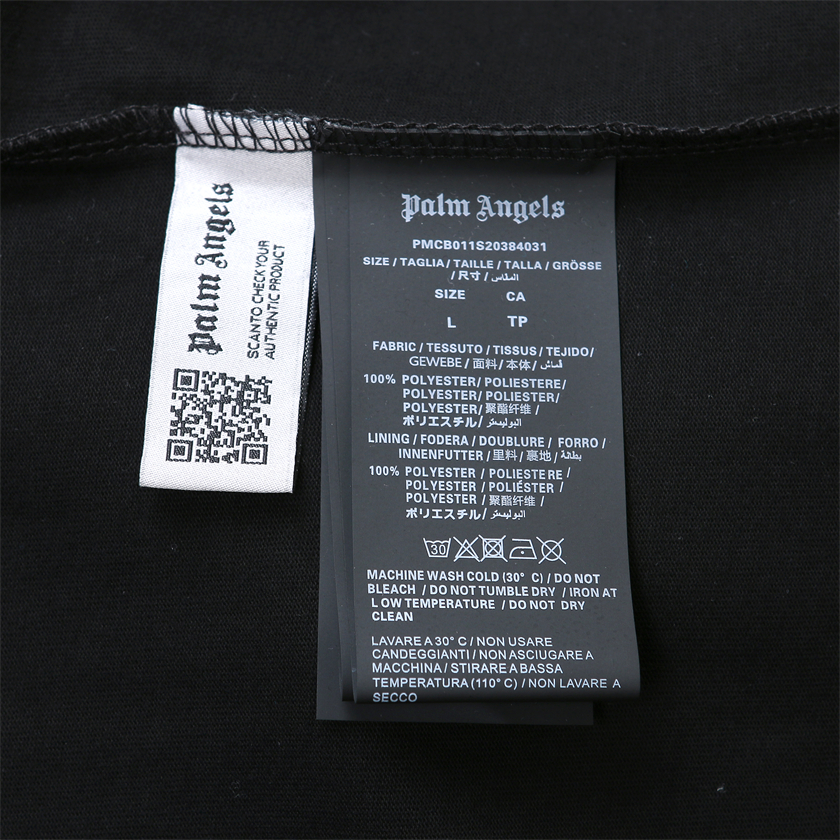 Palm Angels
SCAN TO CHECK YOUR
AUTHENTIC PRODUCT
Palm Angels
PMCB011S20384031
SIZE / TAGLIA / TAILLE / TALLA / GRÖSSE
/ 尺寸 / المقاس
SIZE CA
L TP
FABRIC / TESSUTO / TISSUS / TEJIDO/
GEWEBE / 面料 / 本体 / قماش
100% POLYESTER/ POLIESTERE/
POLYESTER/ POLIESTER/
POLYESTER/ 聚酯纤维 /
ポリエスチル/ البوليستر
LINING / FODERA / DOUBLURE / FORRO /
INNENFUTTER / 里料 / 裏地 / بطانة
100% POLYESTER / POLIESTERE /
POLYESTER / POLIÉSTER /
POLYESTER / 聚酯纤维 /
ポリエスチル/ البوليستر
30
MACHINE WASH COLD (30° C) / DO NOT
BLEACH / DO NOT TUMBLE DRY / IRON AT
LOW TEMPERATURE / DO NOT DRY
CLEAN
LAVARE A 30° C / NON USARE
CANDEGGIANTI / NON ASCIUGARE A
MACCHINA / STIRARE A BASSA
TEMPERATURA (110° C) / NON LAVARE A
SECCO